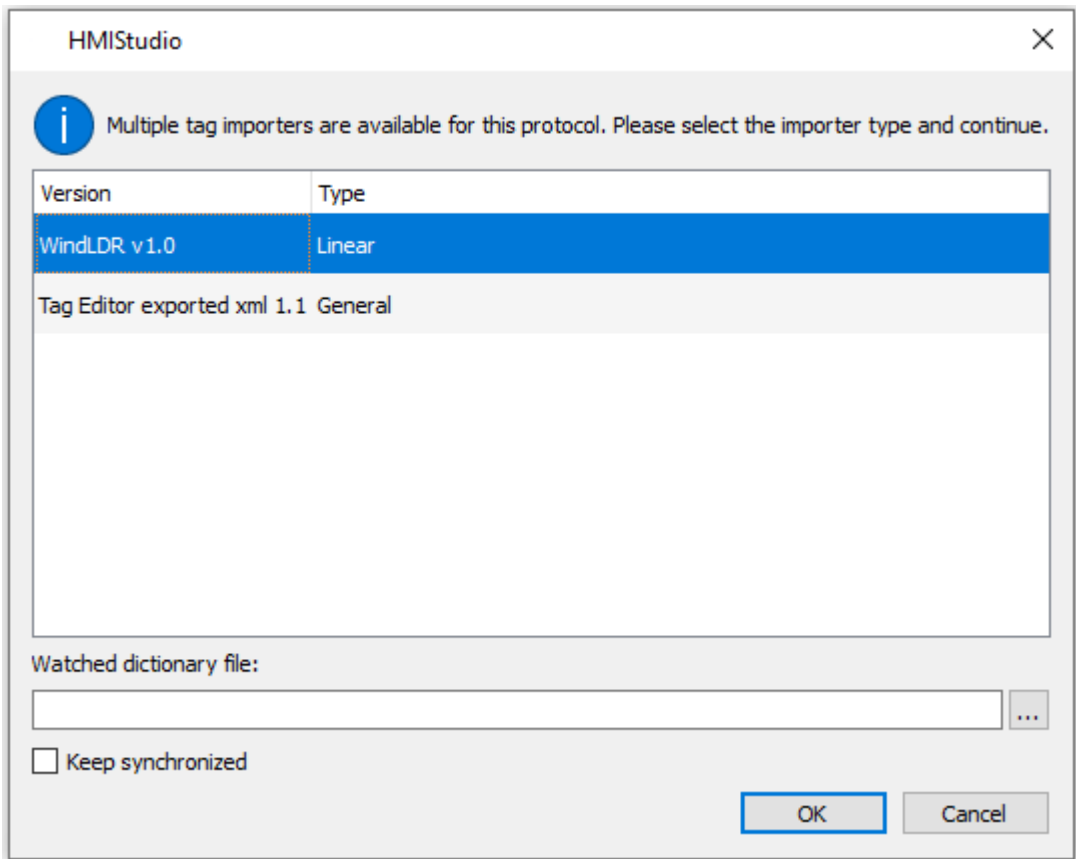 HMIStudio
Multiple tag importers are available for this protocol. Please select the importer type and continue.
Version Type
WindLDR v1.0 Linear
Tag Editor exported xml 1.1 General
Watched dictionary file:
...
Keep synchronized
OK Cancel